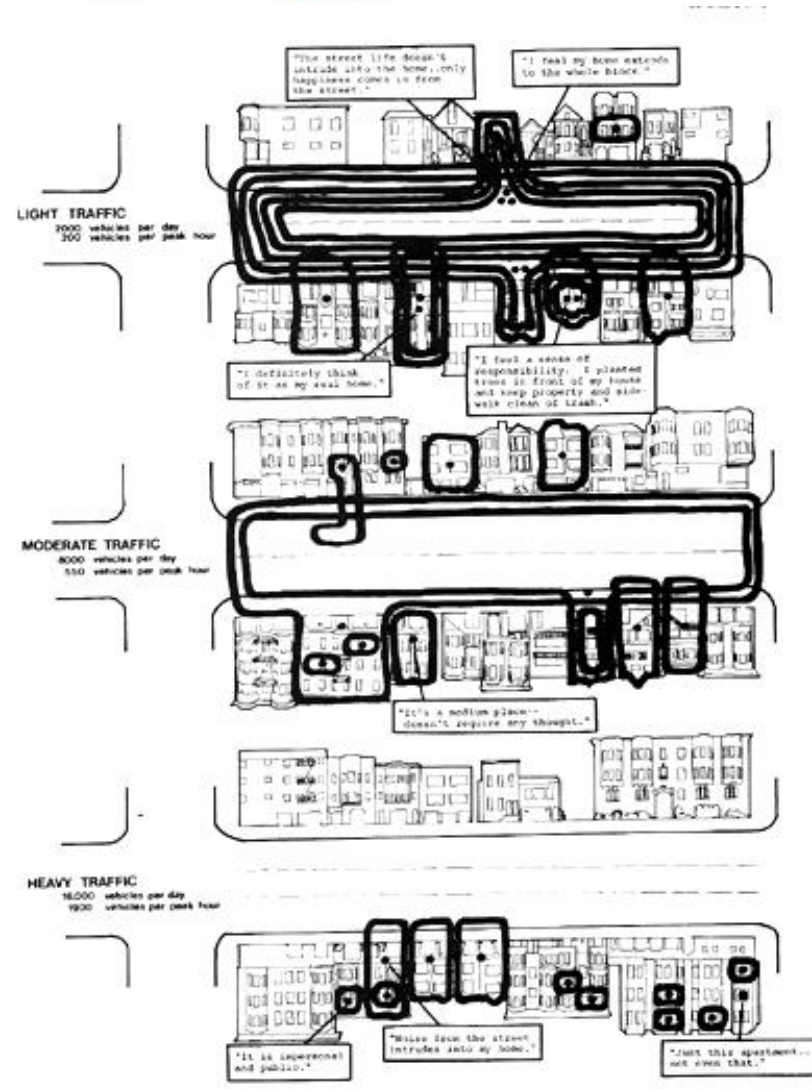 "The street life doesn't
intrude into the home..only
happiness comes in from
the street."
"I feel my home extends
to the whole block."
LIGHT TRAFFIC
2000 vehicles per day
200 vehicles per peak hour
"I definitely think
of it as my real home."
"I feel a sense of
responsibility. I planted
trees in front of my house
and keep property and side-
walk clean of trash."
MODERATE TRAFFIC
8000 vehicles per day
550 vehicles per peak hour
"It's a medium place--
doesn't require any thought."
HEAVY TRAFFIC
16,000 vehicles per day
1900 vehicles per peak hour
"It is impersonal
and public."
"Noise from the street
intrudes into my home."
"Just this apartment..
not even that."